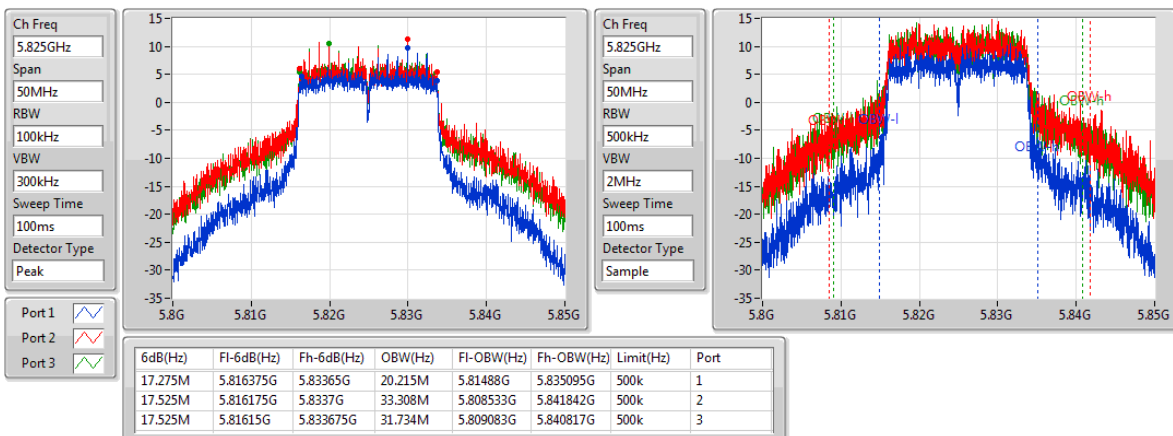 Ch Freq
5.825GHz
Span
50MHz
RBW
100kHz
VBW
300kHz
Sweep Time
100ms
Detector Type
Peak
Port 1
Port 2
Port 3
15
10
5
0
-5
-10
-15
-20
-25
-30
-35
5.8G
5.81G
5.82G
5.83G
5.84G
5.85G
Ch Freq
5.825GHz
Span
50MHz
RBW
500kHz
VBW
2MHz
Sweep Time
100ms
Detector Type
Sample
15
10
5
0
-5
-10
-15
-20
-25
-30
-35
OBW-l
OBW-h
5.8G
5.81G
5.82G
5.83G
5.84G
5.85G
6dB(Hz) Fl-6dB(Hz) Fh-6dB(Hz) OBW(Hz) Fl-OBW(Hz) Fh-OBW(Hz) Limit(Hz) Port
17.275M 5.816375G 5.83365G 20.215M 5.81488G 5.835095G 500k 1
17.525M 5.816175G 5.8337G 33.308M 5.808533G 5.841842G 500k 2
17.525M 5.81615G 5.833675G 31.734M 5.809083G 5.840817G 500k 3